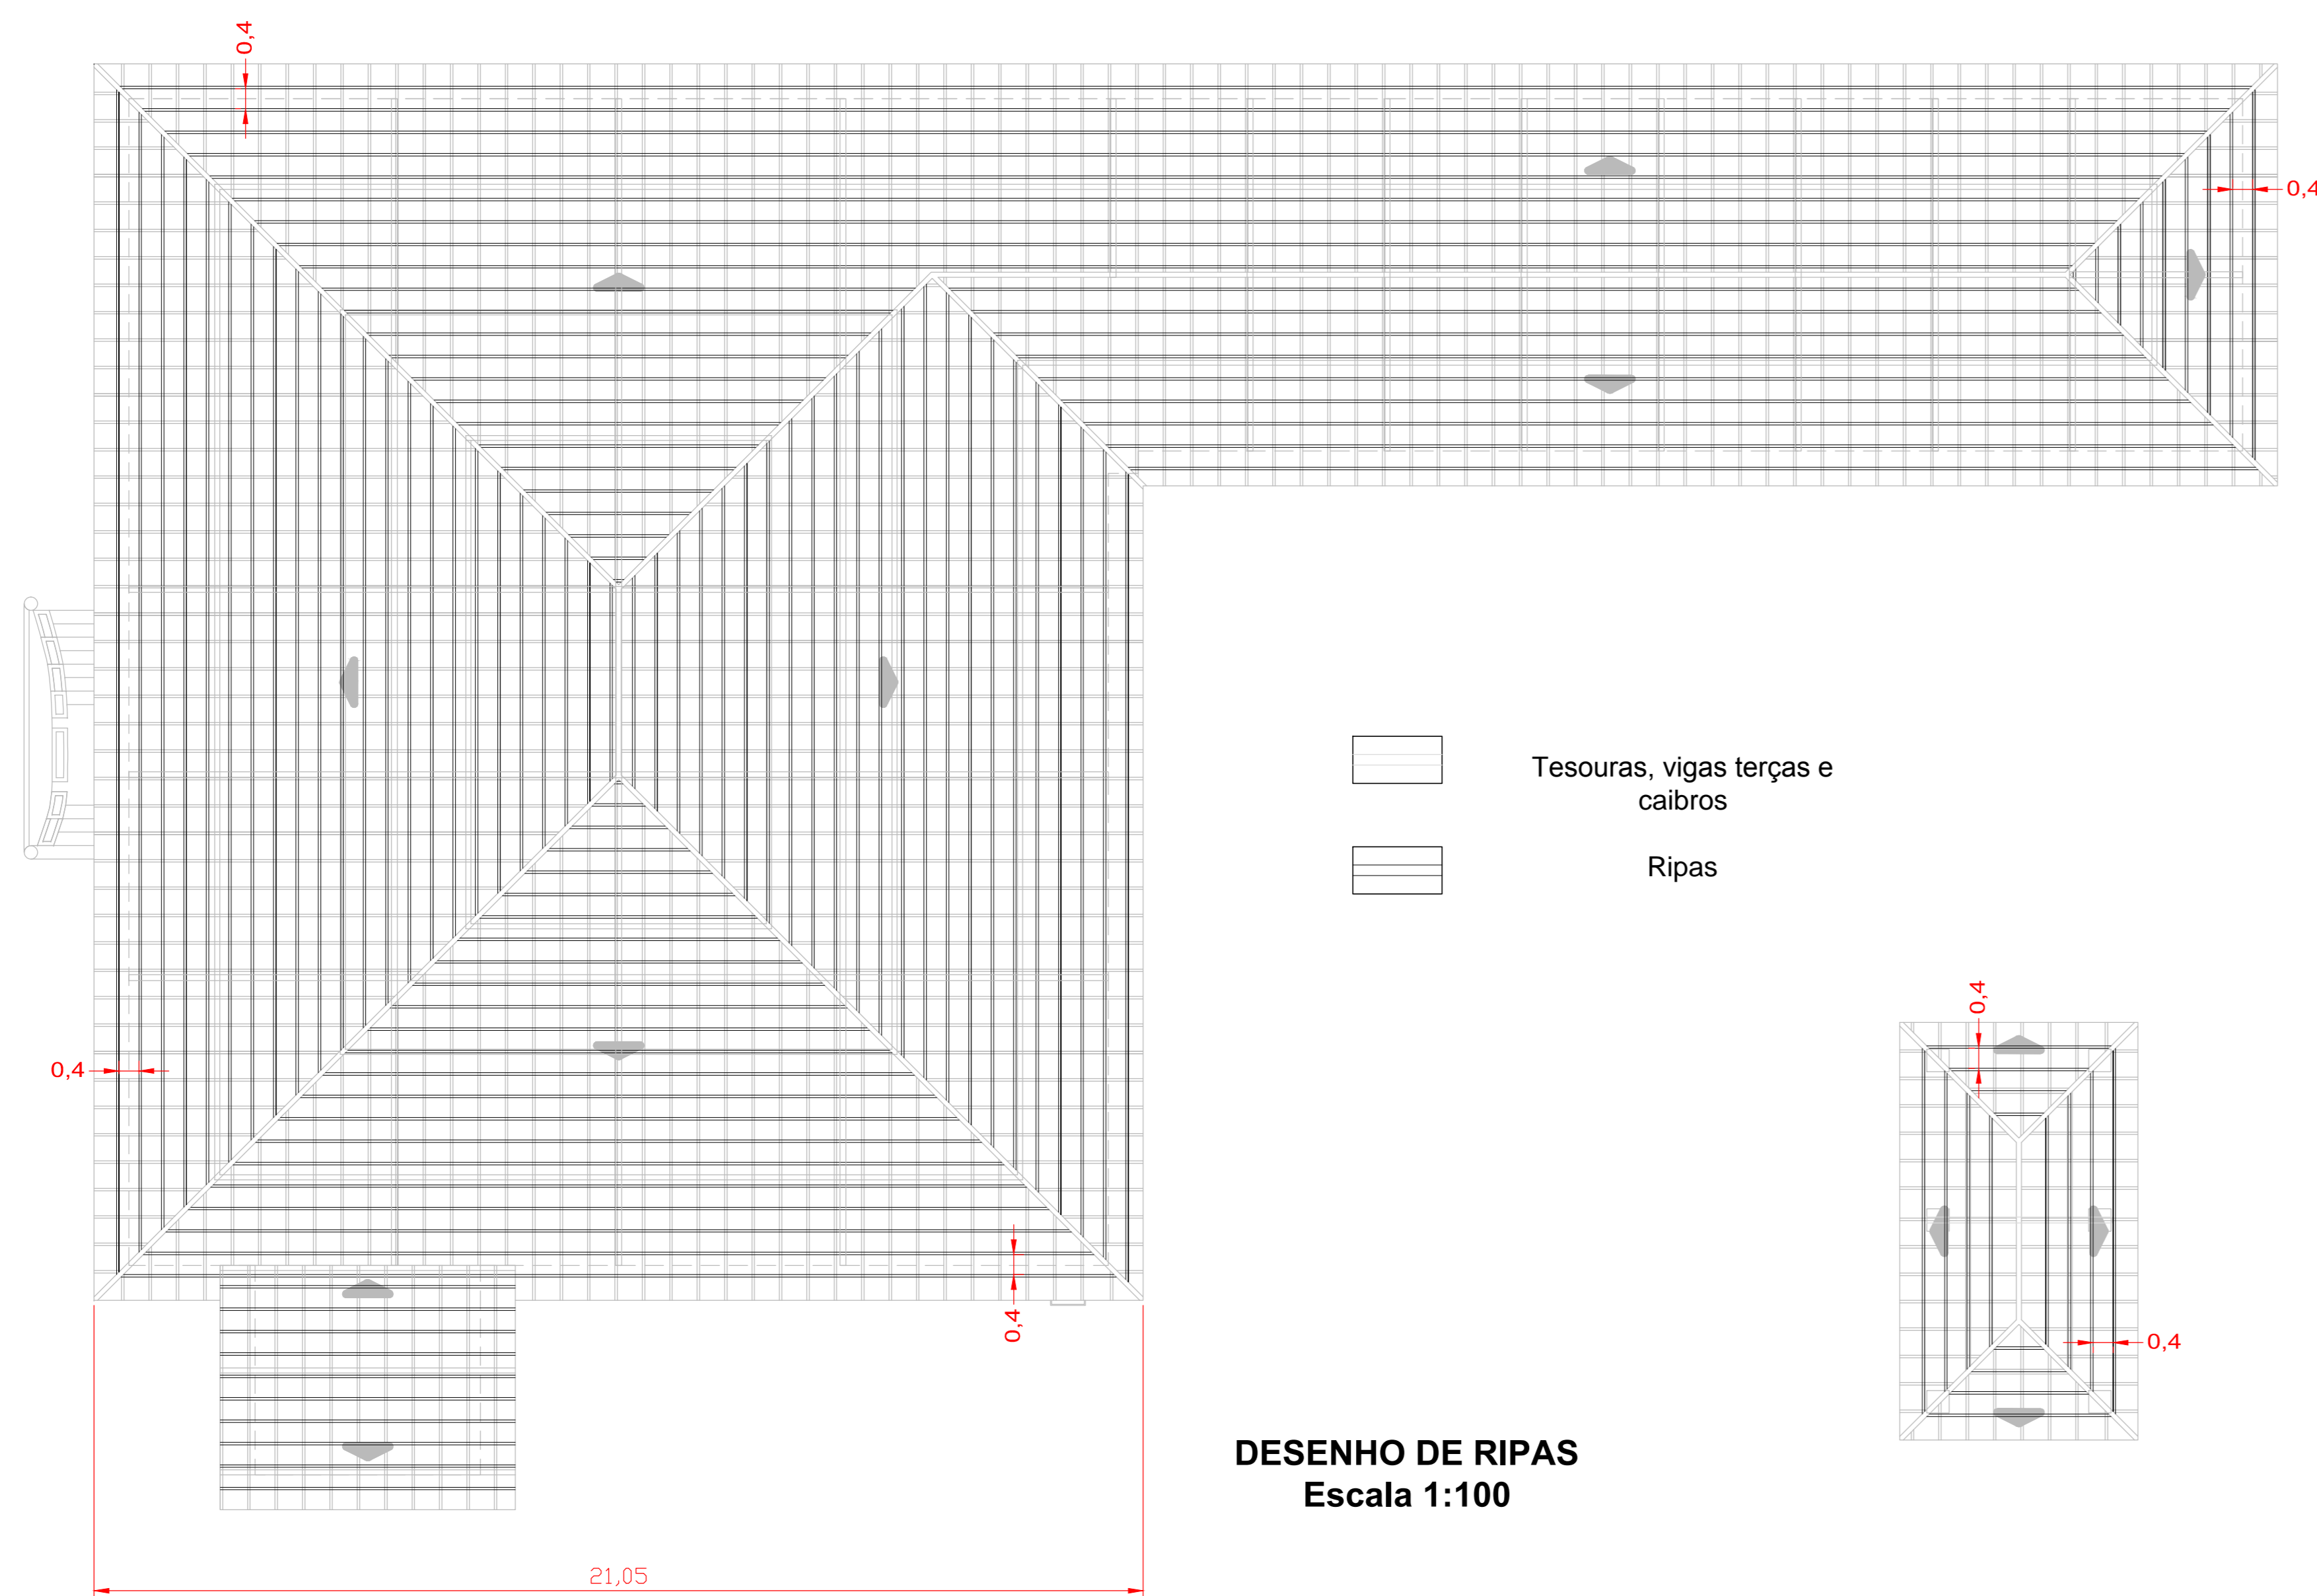 0,4
0,4
Tesouras, vigas terças e
caibros
Ripas
0,4
0,4
0,4
0,4
DESENHO DE RIPAS
Escala 1:100
21,05